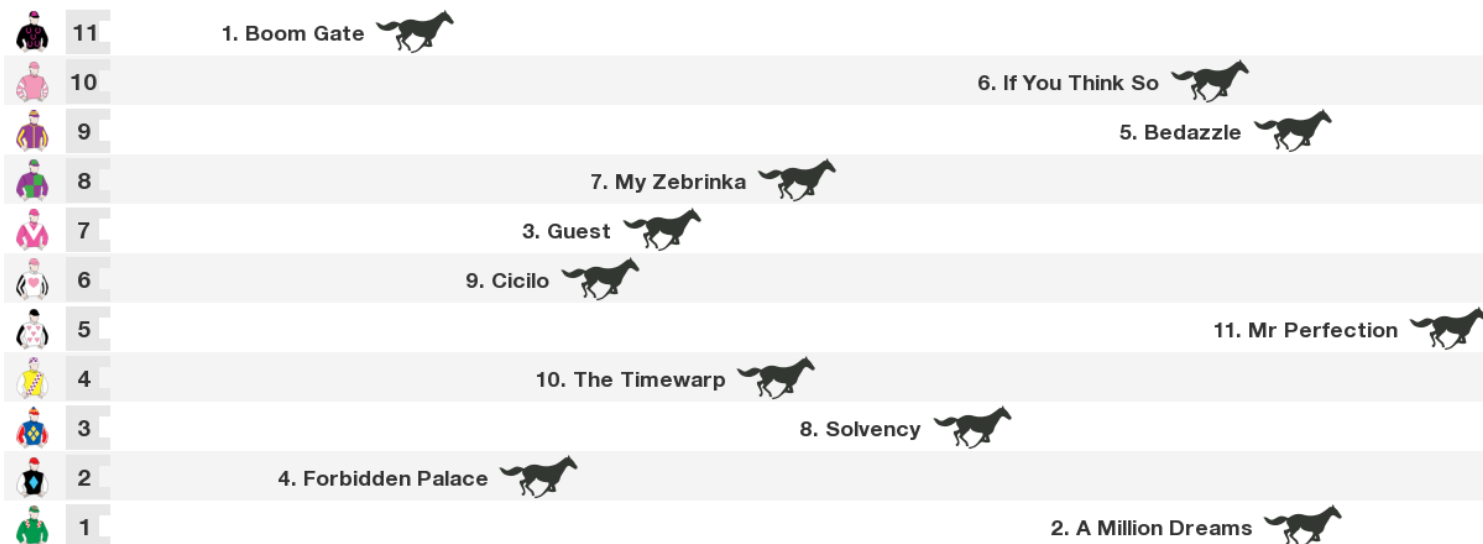 11 1. Boom Gate
10 6. If You Think So
9 5. Bedazzle
8 7. My Zebrinka
7 3. Guest
6 9. Cicilo
5 11. Mr Perfection
4 10. The Timewarp
3 8. Solvency
2 4. Forbidden Palace
1 2. A Million Dreams